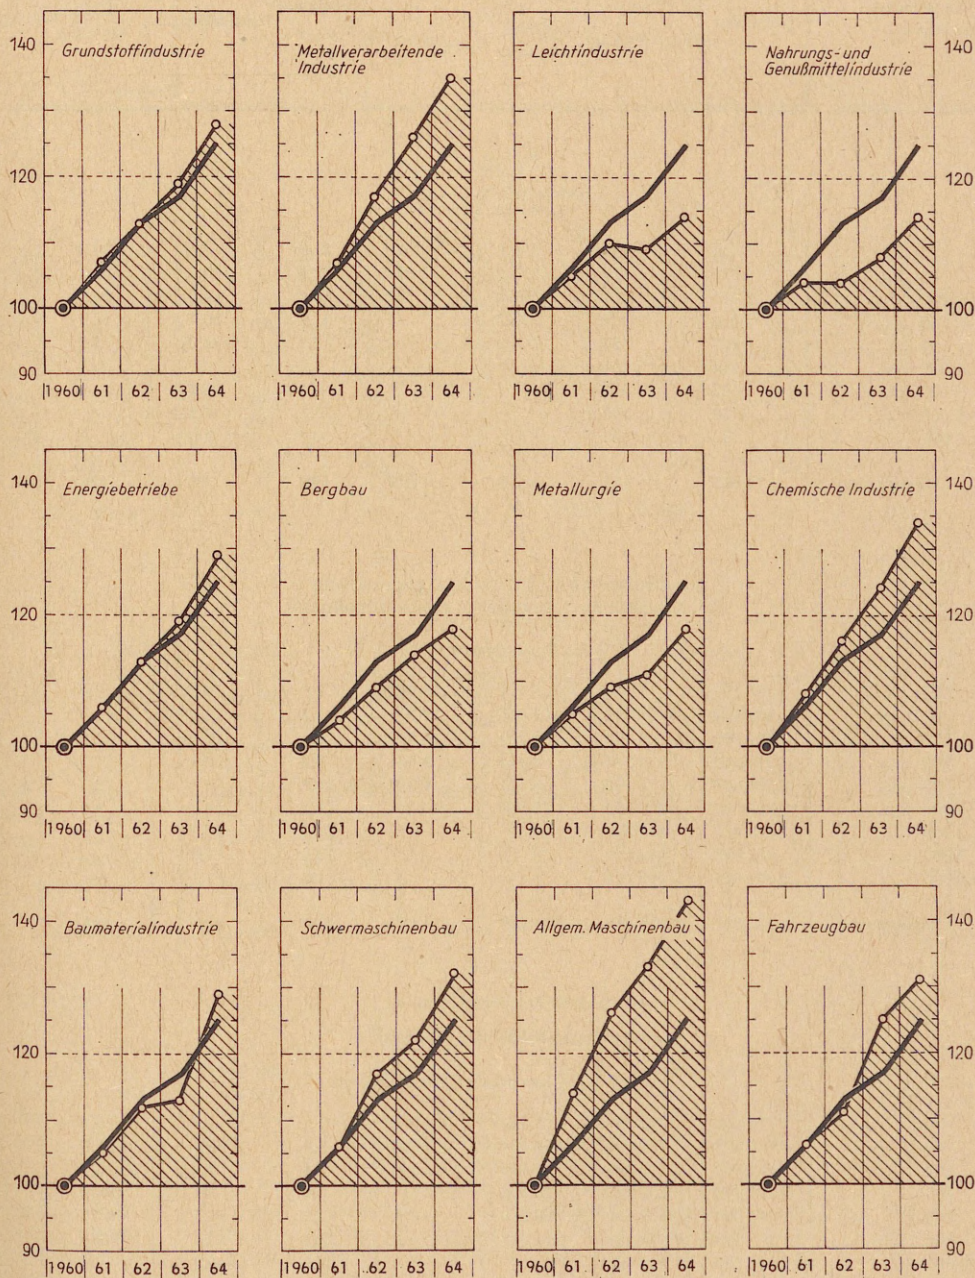 140
Grundstoffindustrie
Metallverarbeitende
Industrie
Leichtindustrie
Nahrungs- und
Genußmittelindustrie
140
120
120
100
100
90
90
|1960| 61 | 62 | 63 | 64 |
|1960| 61 | 62 | 63 | 64 |
|1960| 61 | 62 | 63 | 64 |
|1960| 61 | 62 | 63 | 64 |
140
Energiebetriebe
Bergbau
Metallurgie
Chemische Industrie
140
120
120
100
100
90
90
|1960| 61 | 62 | 63 | 64 |
|1960| 61 | 62 | 63 | 64 |
|1960| 61 | 62 | 63 | 64 |
|1960| 61 | 62 | 63 | 64 |
140
Baumaterialindustrie
Schwermaschinenbau
Allgem. Maschinenbau
Fahrzeugbau
140
120
120
100
100
90
90
|1960| 61 | 62 | 63 | 64 |
|1960| 61 | 62 | 63 | 64 |
|1960| 61 | 62 | 63 | 64 |
|1960| 61 | 62 | 63 | 64 |